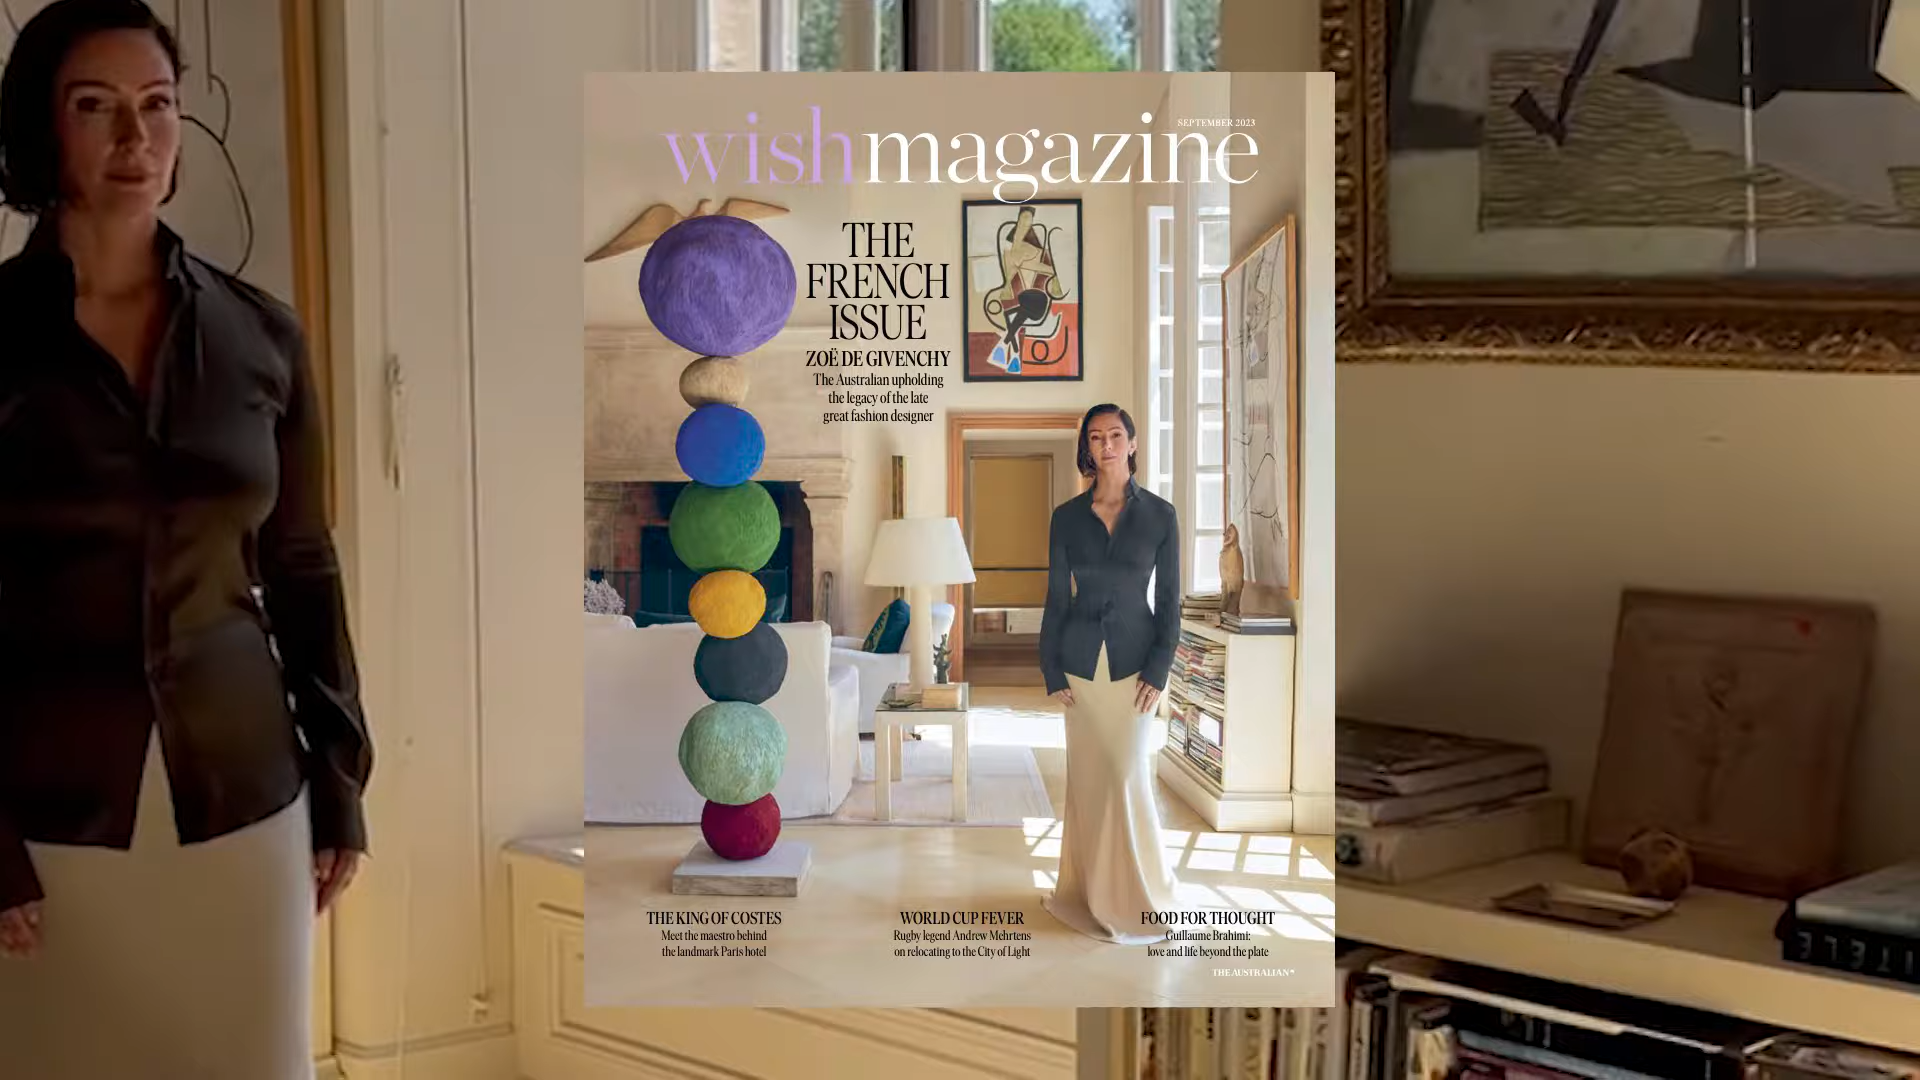 wishmagazine
SEPTEMBER 2023
THE
FRENCH
ISSUE
ZOË DE GIVENCHY
The Australian upholding
the legacy of the late
great fashion designer
THE KING OF COSTES
Meet the maestro behind
the landmark Paris hotel
WORLD CUP FEVER
Rugby legend Andrew Mehrtens
on relocating to the City of Light
FOOD FOR THOUGHT
Guillaume Brahimi:
love and life beyond the plate
THE AUSTRALIAN*